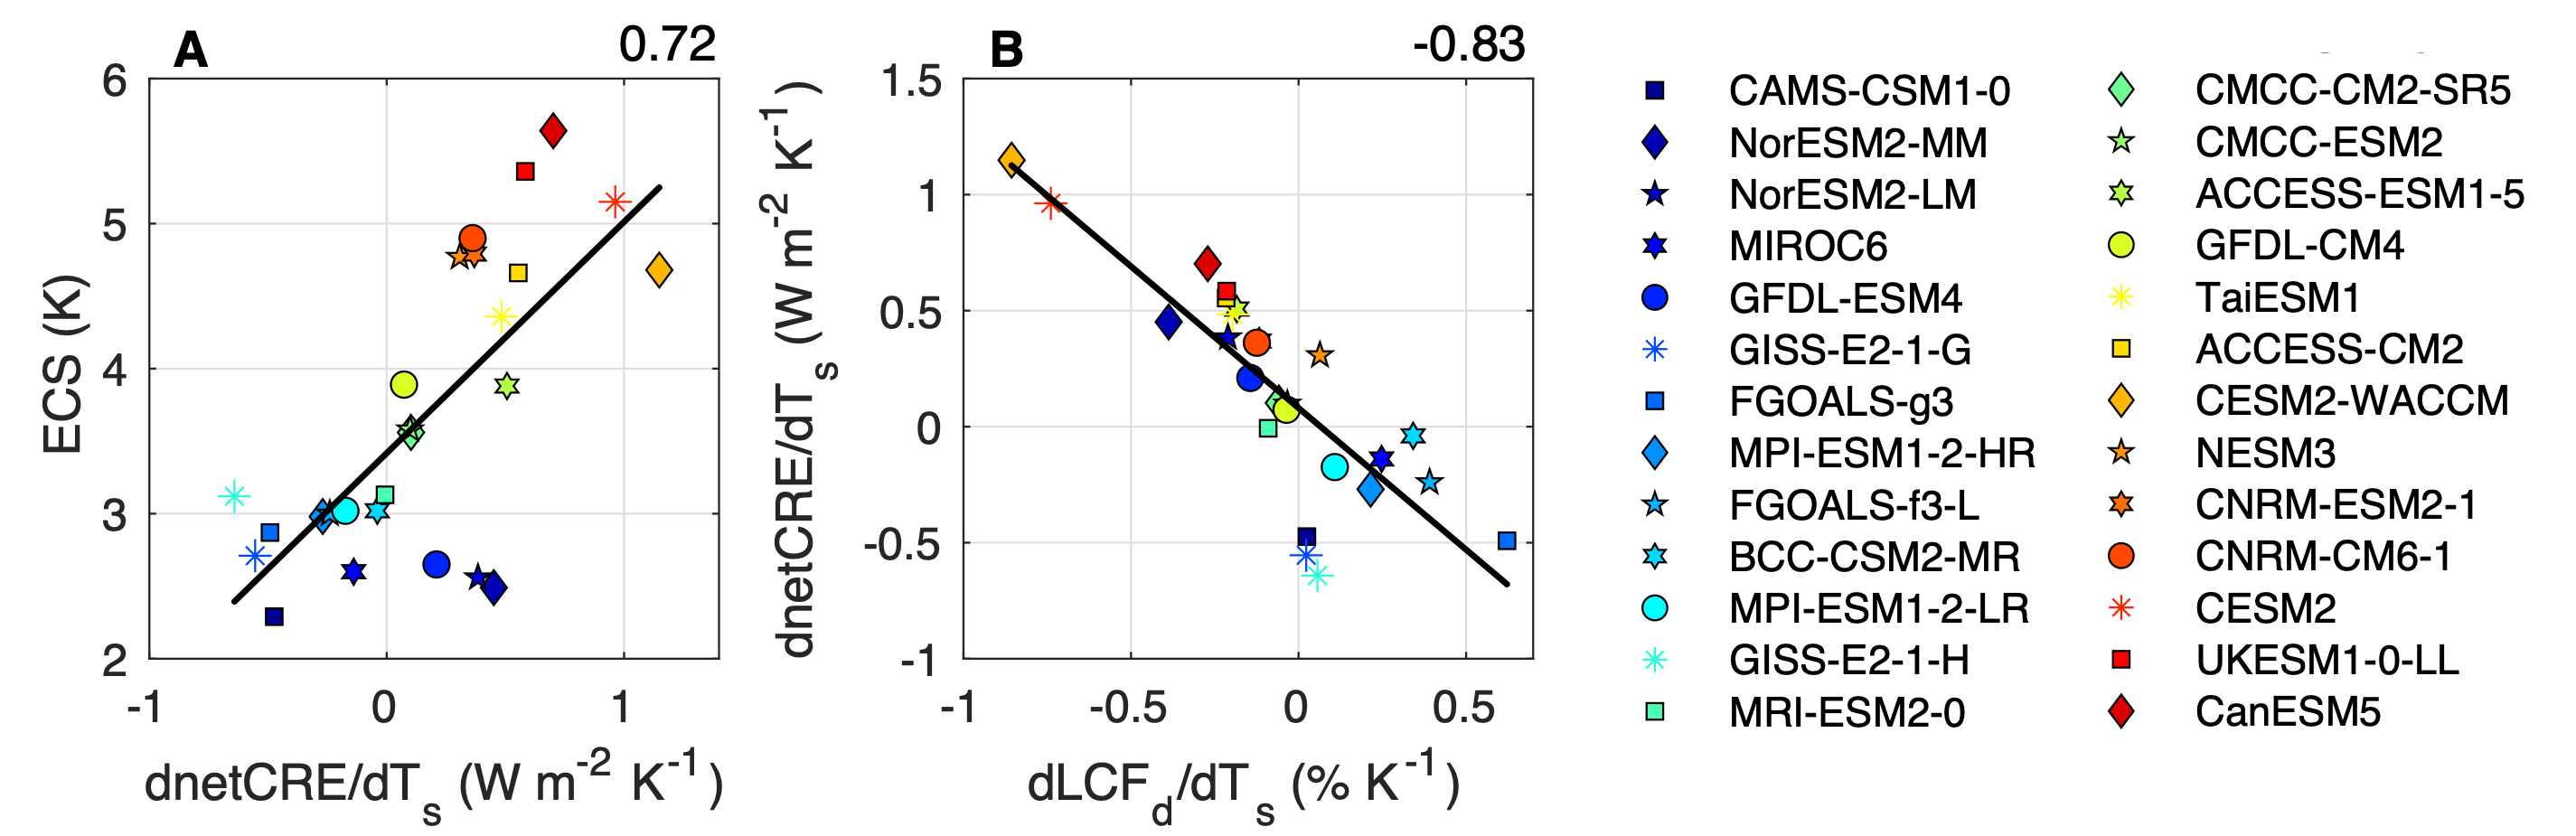 A 0.72
6
5
4
3
2
-1 0 1
ECS (K)
dnetCRE/dTs (W m-2 K-1)
B -0.83
1.5
1
0.5
0
-0.5
-1
-1 -0.5 0 0.5
dnetCRE/dTs (W m-2 K-1)
dLCFd/dTs (% K-1)
CAMS-CSM1-0
NorESM2-MM
NorESM2-LM
MIROC6
GFDL-ESM4
GISS-E2-1-G
FGOALS-g3
MPI-ESM1-2-HR
FGOALS-f3-L
BCC-CSM2-MR
MPI-ESM1-2-LR
GISS-E2-1-H
MRI-ESM2-0
CMCC-CM2-SR5
CMCC-ESM2
ACCESS-ESM1-5
GFDL-CM4
TaiESM1
ACCESS-CM2
CESM2-WACCM
NESM3
CNRM-ESM2-1
CNRM-CM6-1
CESM2
UKESM1-0-LL
CanESM5